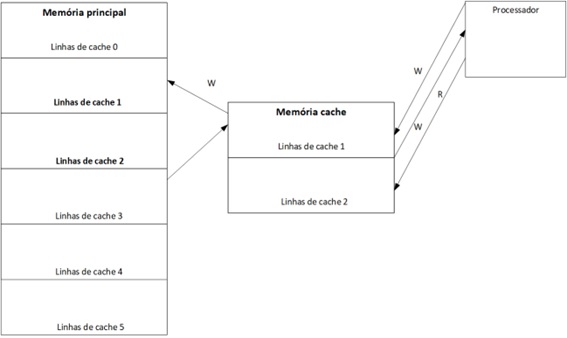 Memória principal
Linhas de cache 0
Linhas de cache 1
Linhas de cache 2
Linhas de cache 3
Linhas de cache 4
Linhas de cache 5
W
Memória cache
Linhas de cache 1
Linhas de cache 2
W
R
W
Processador